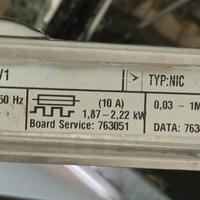 /1
TYP:NIC
50 Hz
(10 A)
1,87-2,22 kW
Board Service: 763051
0,03 - 1M
DATA: 763